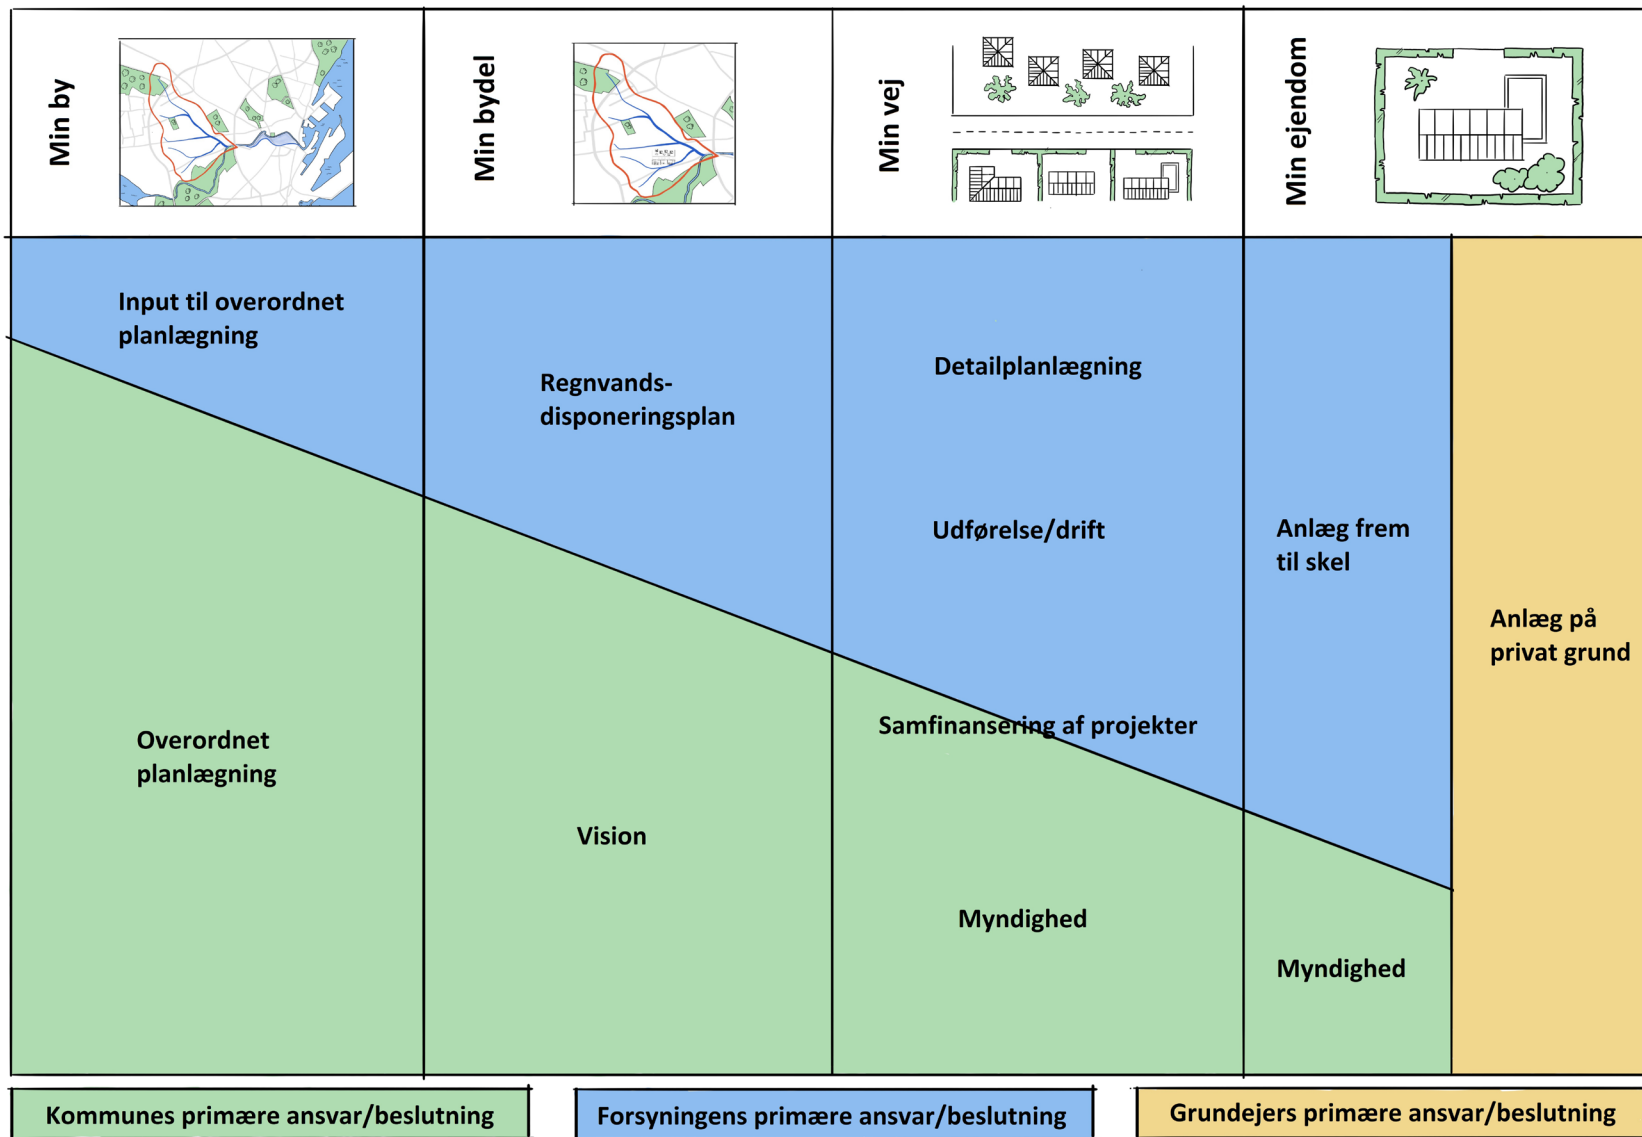 Min by
Min bydel
Min vej
Min ejendom
Input til overordnet
planlægning
Overordnet
planlægning
Regnvands-
disponeringsplan
Vision
Detailplanlægning
Udførelse/drift
Samfinansering af projekter
Myndighed
Anlæg frem
til skel
Myndighed
Anlæg på
privat grund
Kommunes primære ansvar/beslutning
Forsyningens primære ansvar/beslutning
Grundejers primære ansvar/beslutning